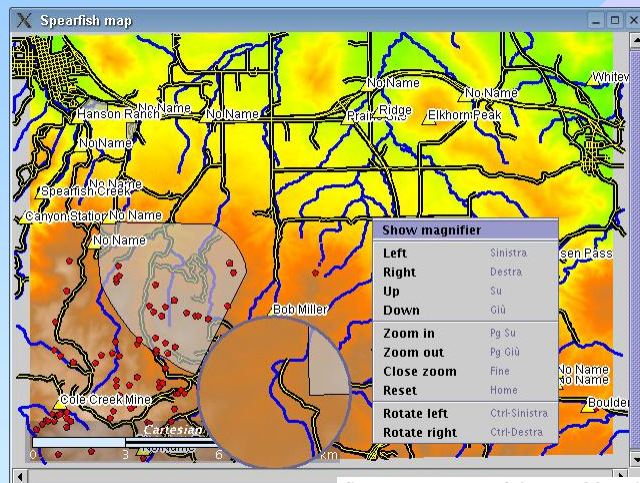 Spearfish map
No Name
Whitew
No Name
Hanson Ranch
No Name
No Name
Ridge
Elkhorn Peak
No Name
No Name
Spearfish Creek
Canyon Station
No Name
No Name
sen Pass
Show magnifier
Left Sinistra
Right Destra
Up Su
Down Giù
Zoom in Pg Su
Zoom out Pg Giù
Close zoom Fine
Reset Home
Rotate left Ctrl-Sinistra
Rotate right Ctrl-Destra
Bob Miller
No Name
No Name
Cole Creek Mine
Boulder
Cartesian
0 3 6 km
No Name